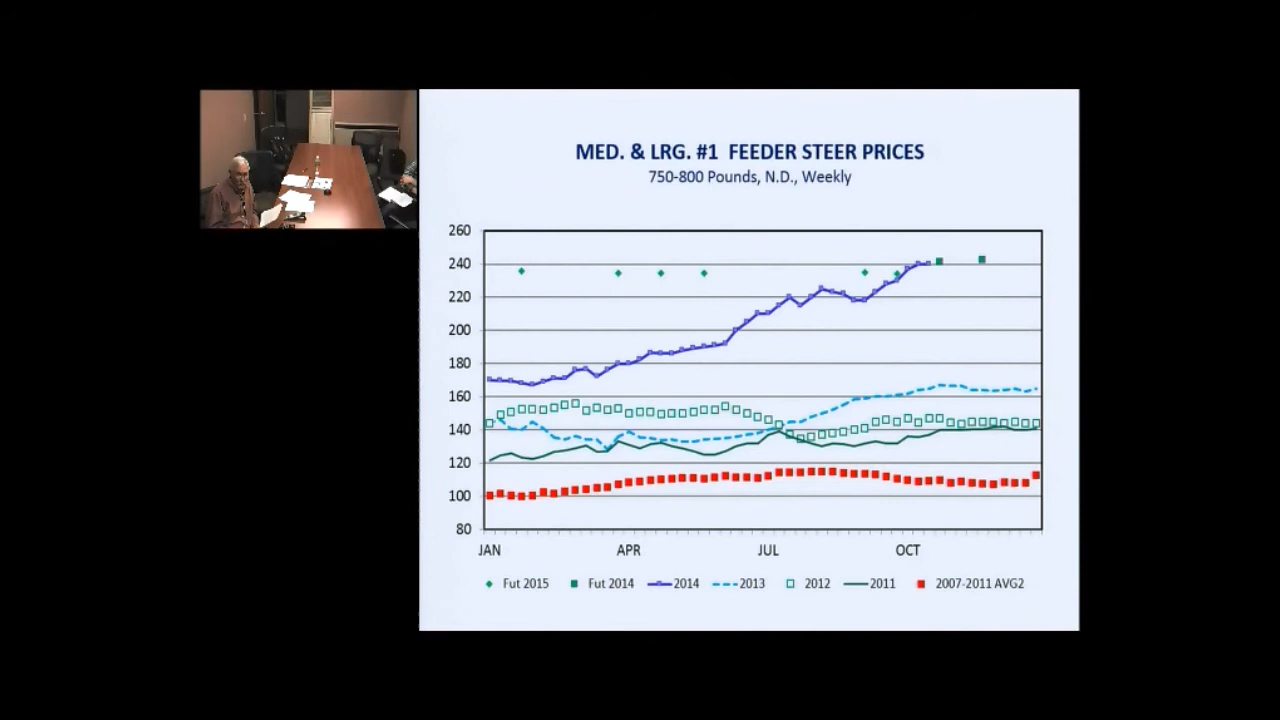 MED. & LRG. #1 FEEDER STEER PRICES
750-800 Pounds, N.D., Weekly
260
240
220
200
180
160
140
120
100
80
JAN APR JUL OCT
Fut 2015 Fut 2014 2014 2013 2012 2011 2007-2011 AVG2